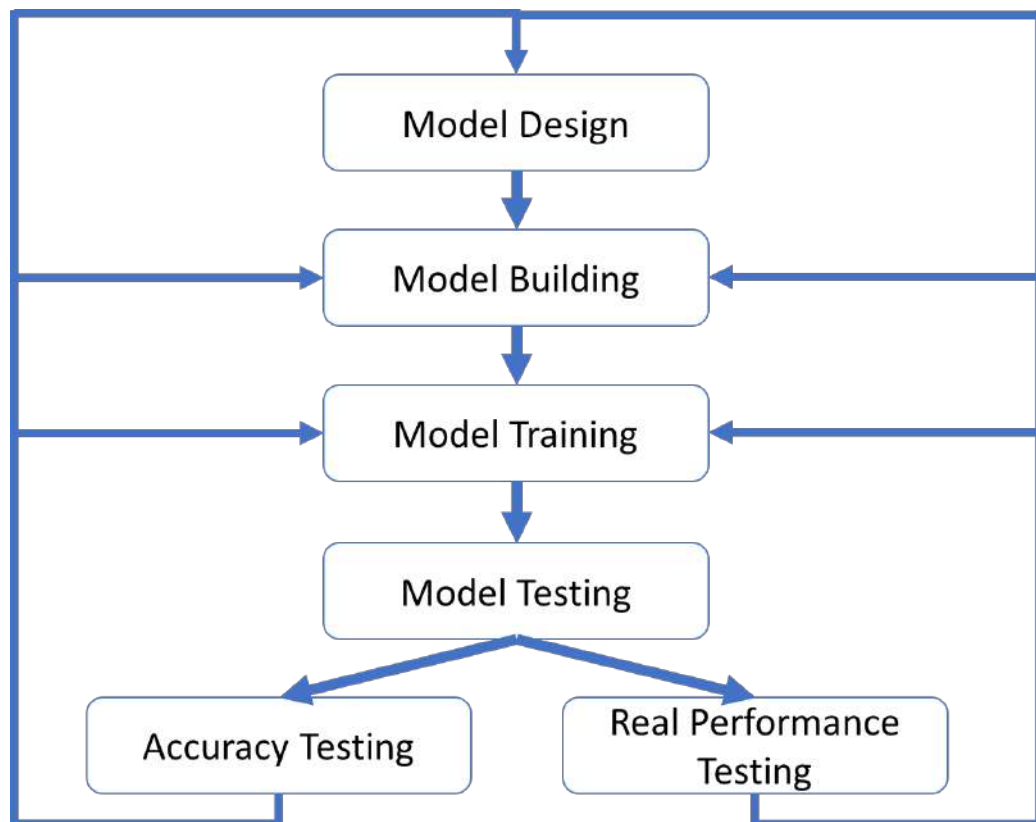 Model Design
Model Building
Model Training
Model Testing
Accuracy Testing
Real Performance
Testing